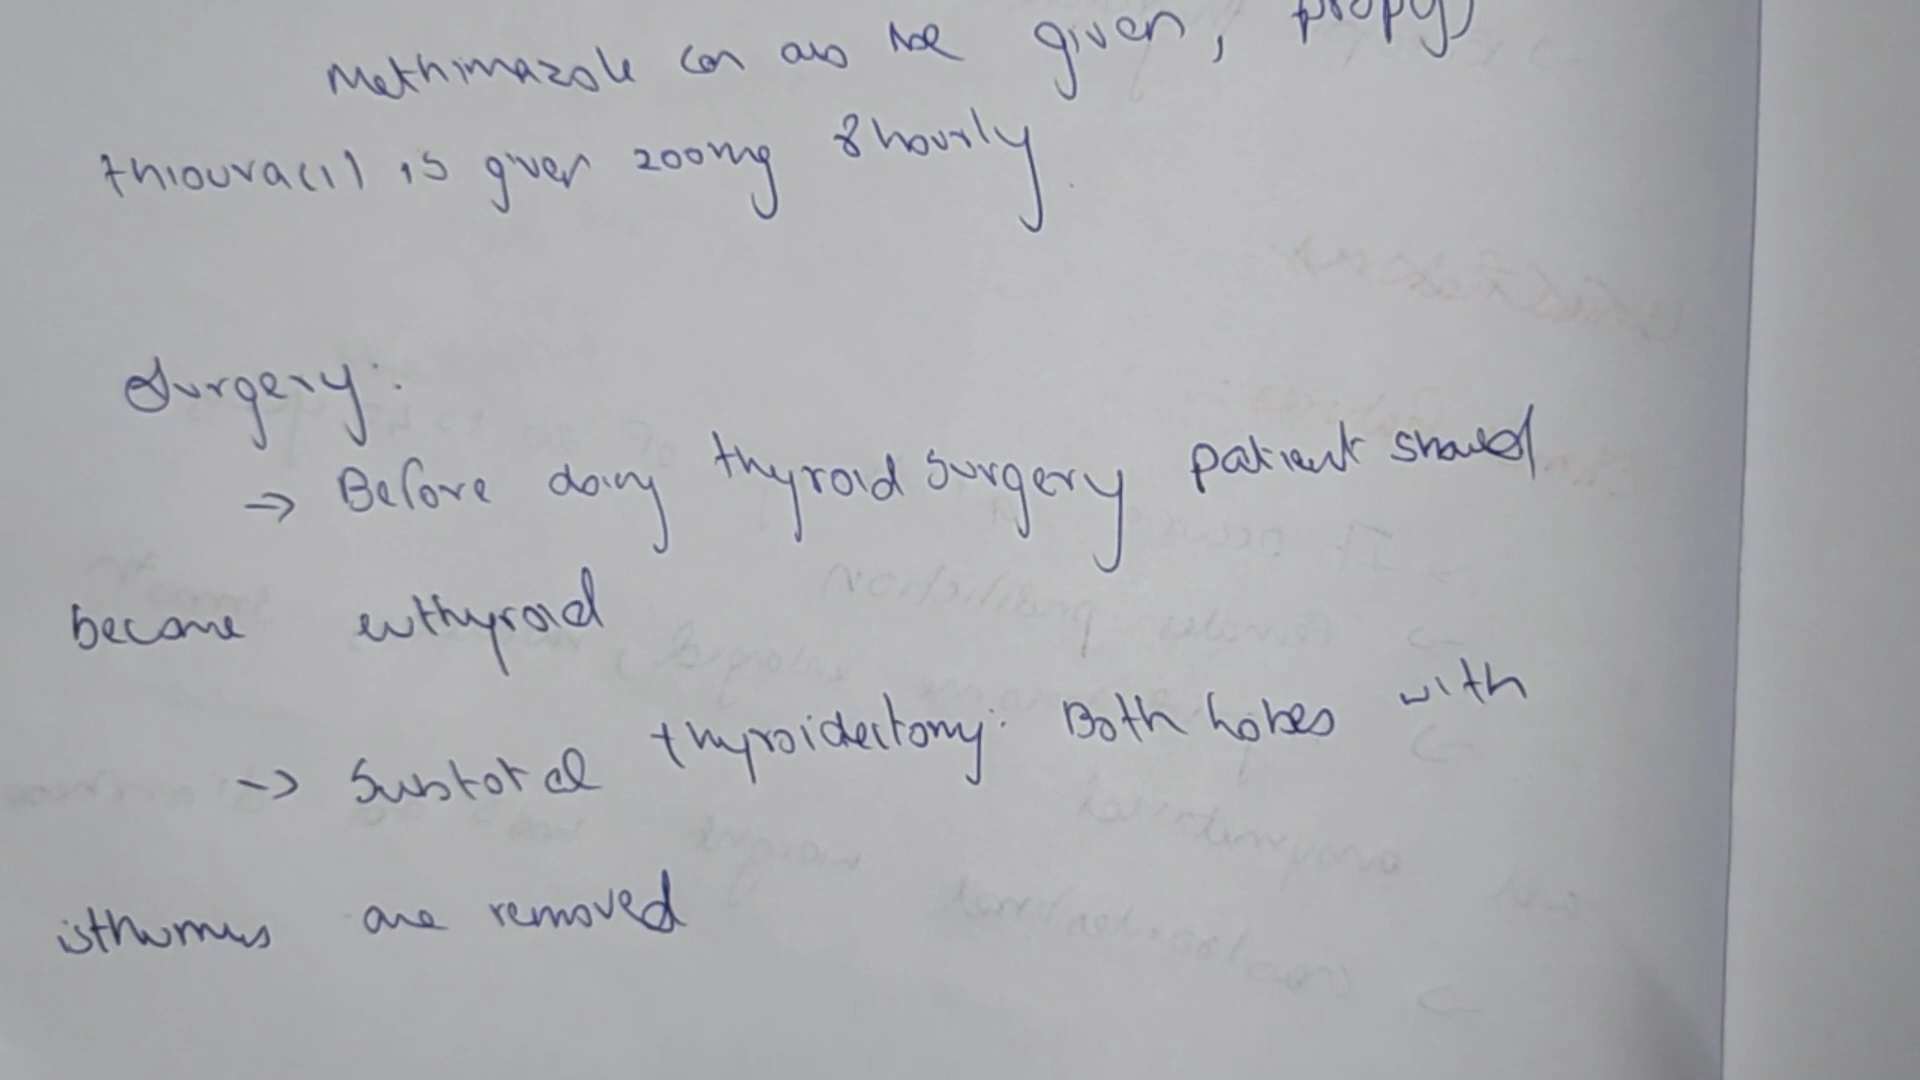 Methimazole can also be given, propyl
thiouracil is given 200mg 8 hourly
Surgery:
→ Before doing thyroid surgery patient should
become euthyroid
→ Subtotal thyroidectomy: Both lobes with
isthumus are removed